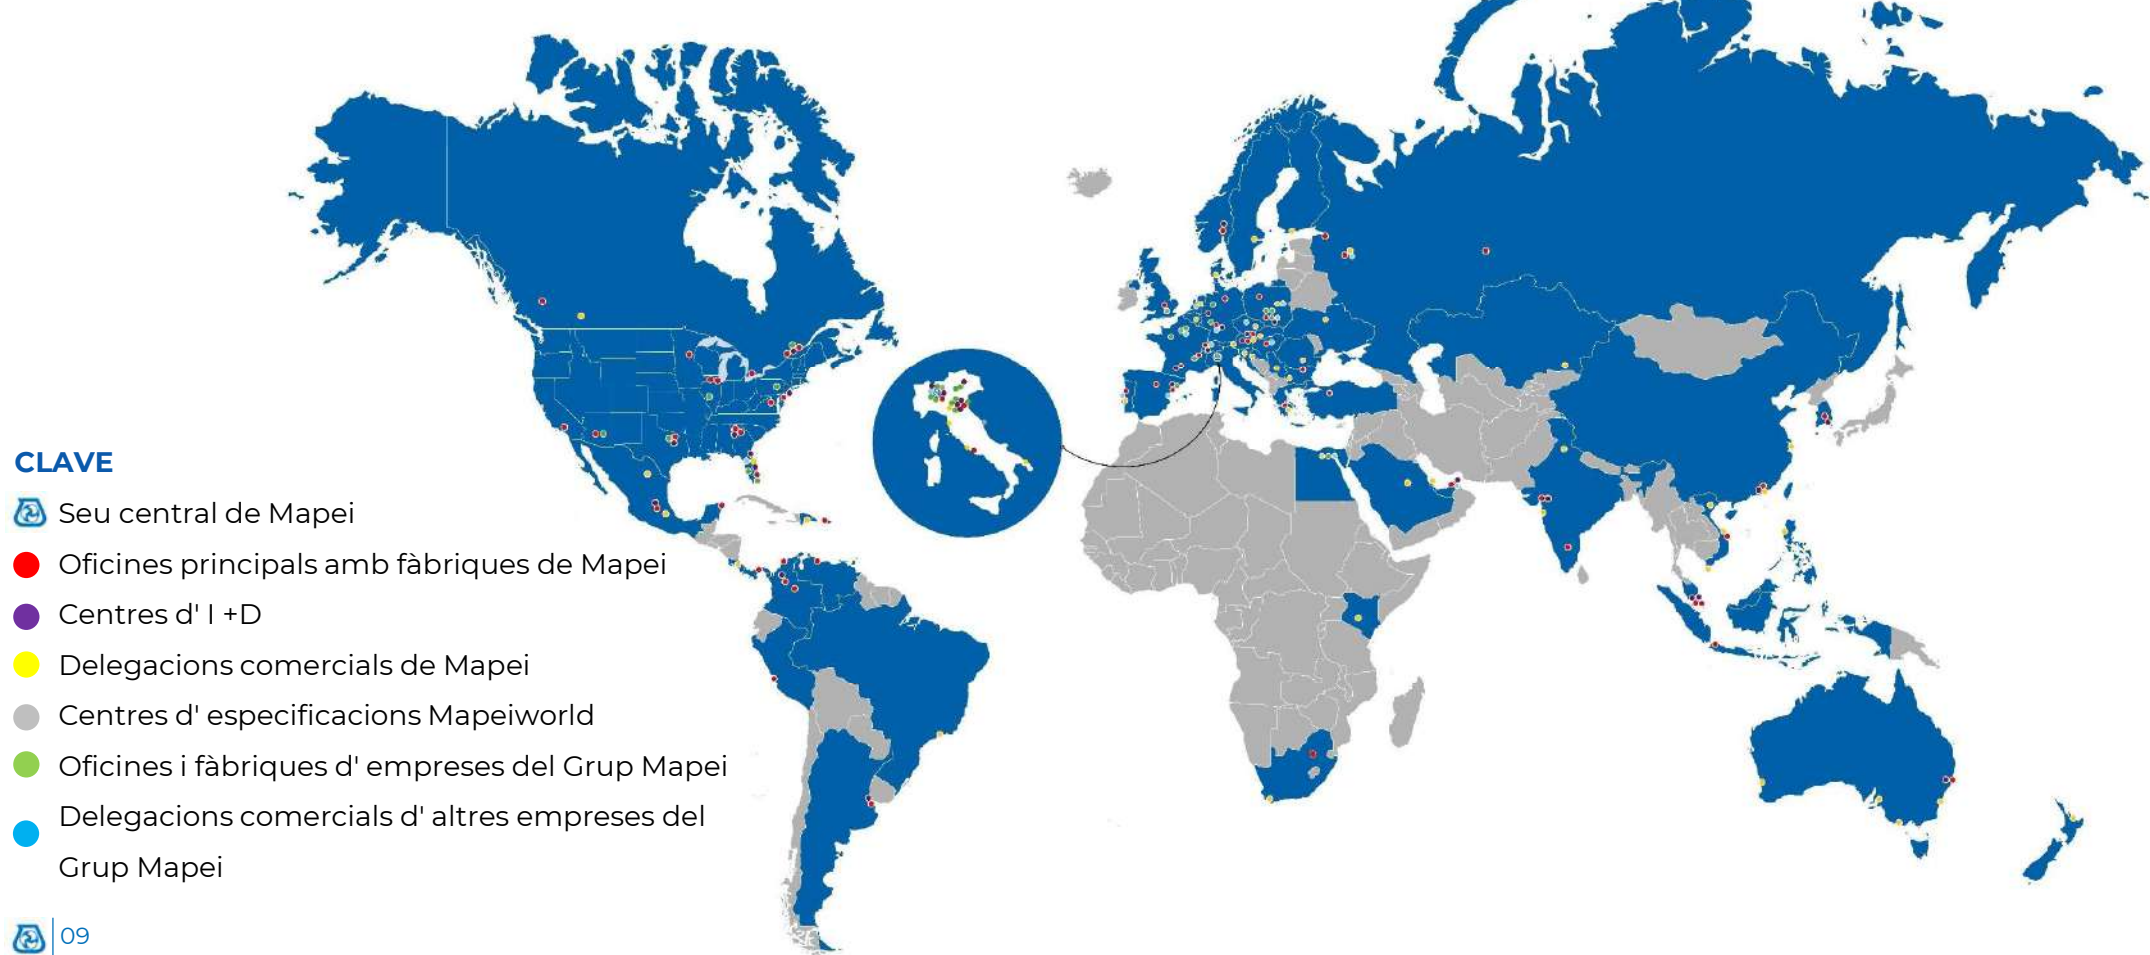 CLAVE
Seu central de Mapei
Oficines principals amb fàbriques de Mapei
Centres d' I +D
Delegacions comercials de Mapei
Centres d' especificacions Mapeiworld
Oficines i fàbriques d' empreses del Grup Mapei
Delegacions comercials d' altres empreses del
Grup Mapei
09